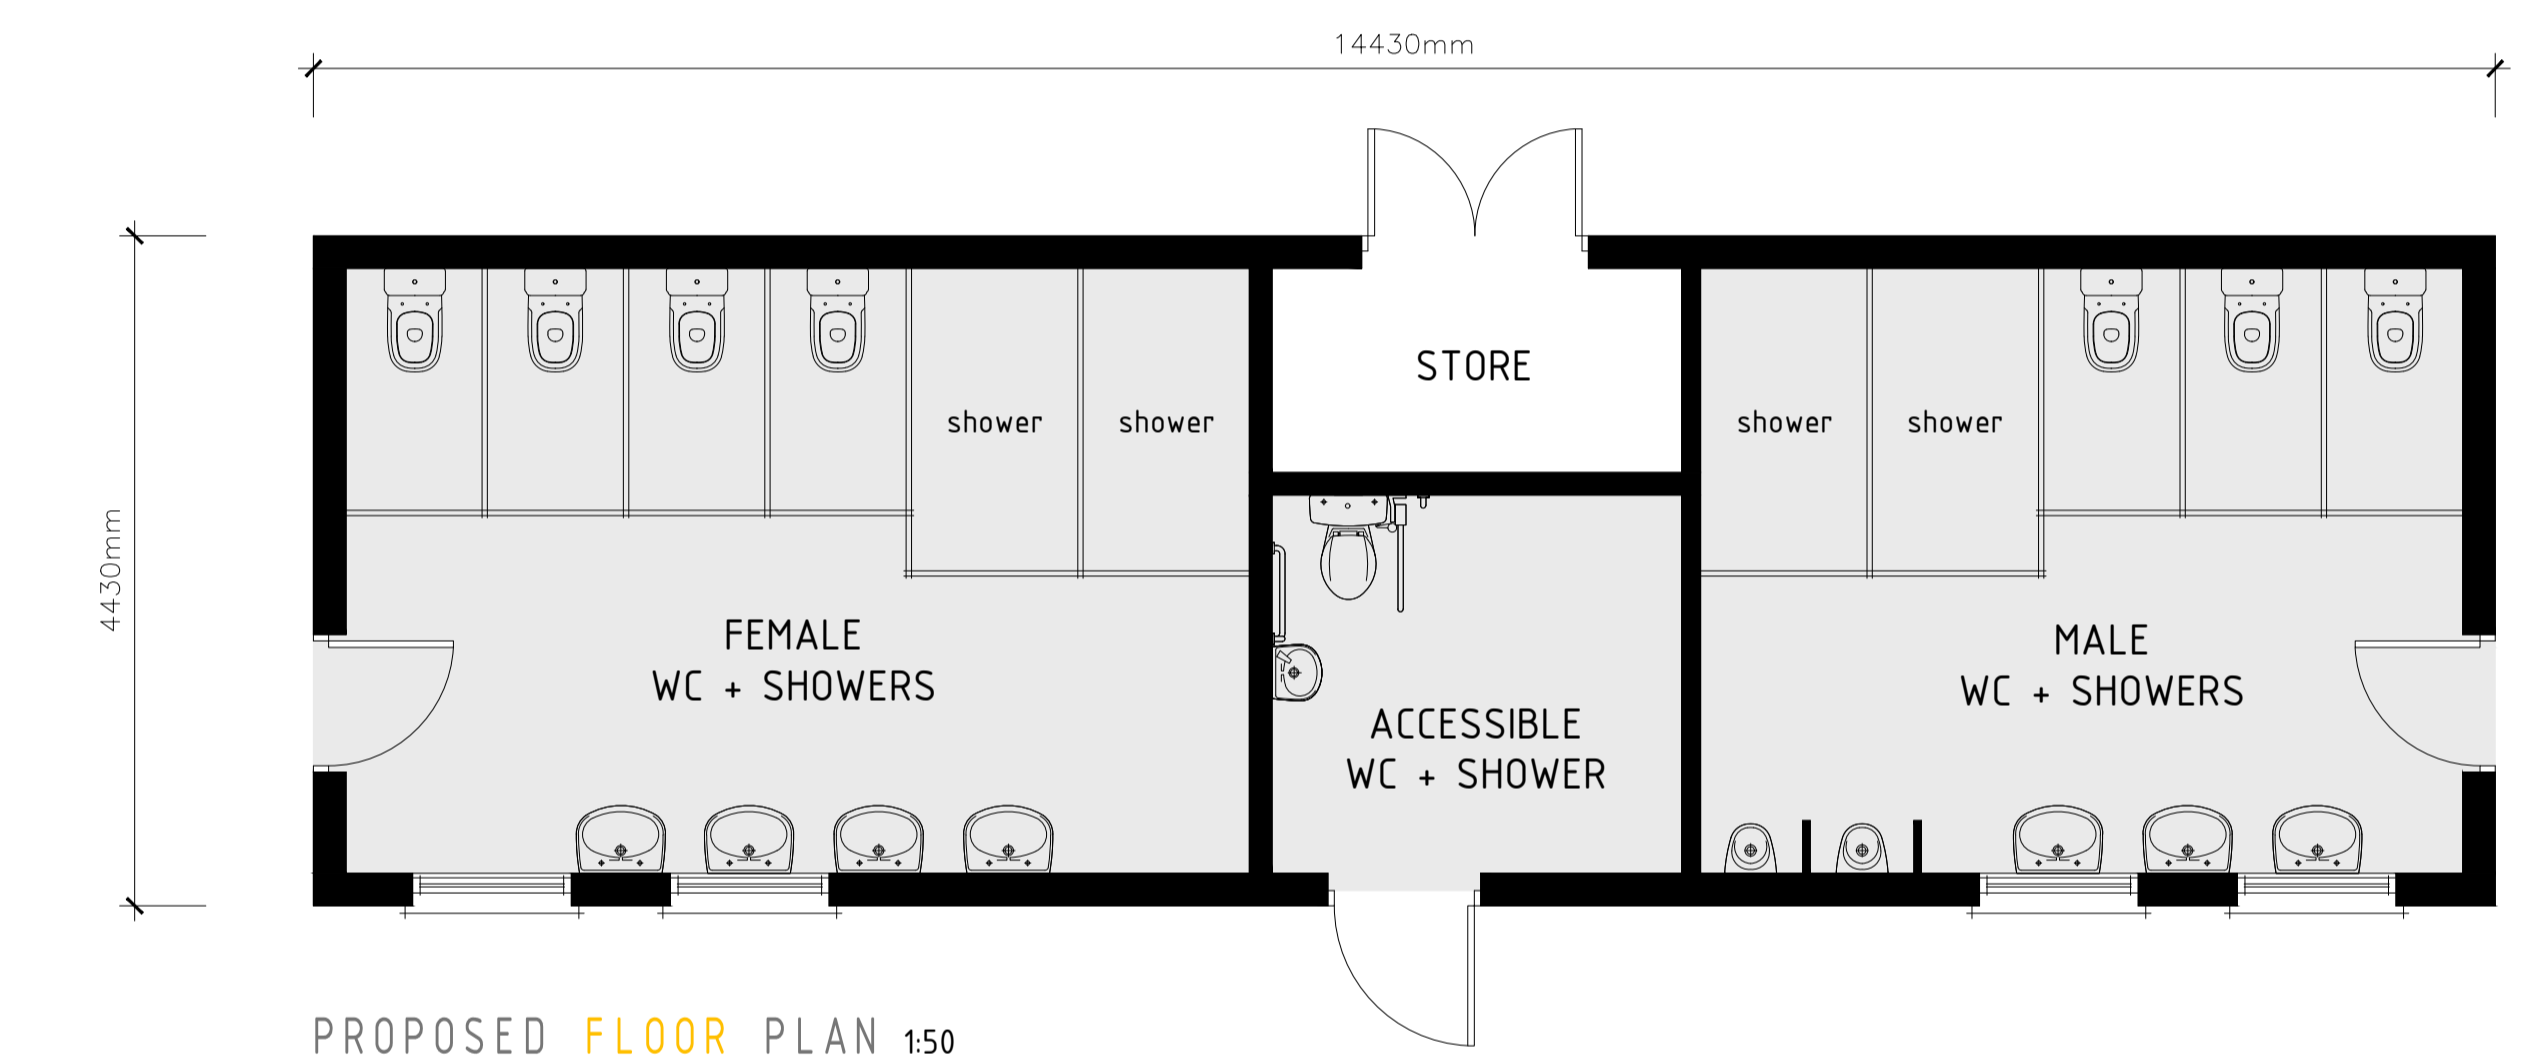 14430mm
4430mm
STORE
shower
shower
shower
shower
FEMALE
WC + SHOWERS
ACCESSIBLE
WC + SHOWER
MALE
WC + SHOWERS
PROPOSED FLOOR PLAN 1:50